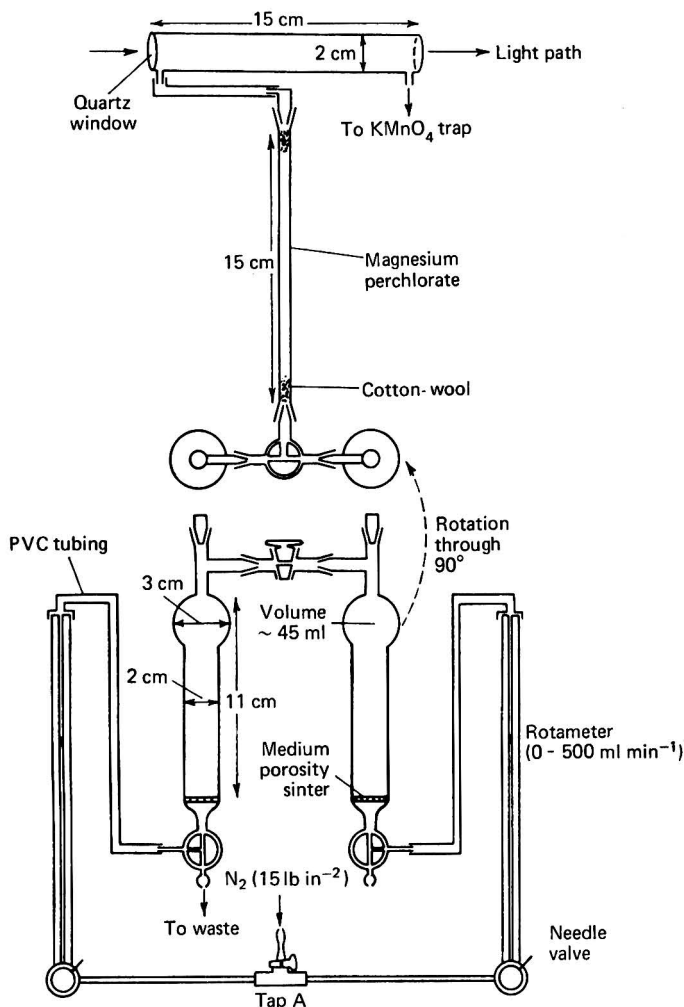 15 cm
2 cm
Light path
Quartz
window
To KMnO₄ trap
15 cm
Magnesium
perchlorate
Cotton-wool
Rotation
through
90°
PVC tubing
3 cm
Volume
~ 45 ml
2 cm
11 cm
Medium
porosity
sinter
Rotameter
(0 - 500 ml min⁻¹)
N₂ (15 lb in⁻²)
To waste
Needle
valve
Tap A